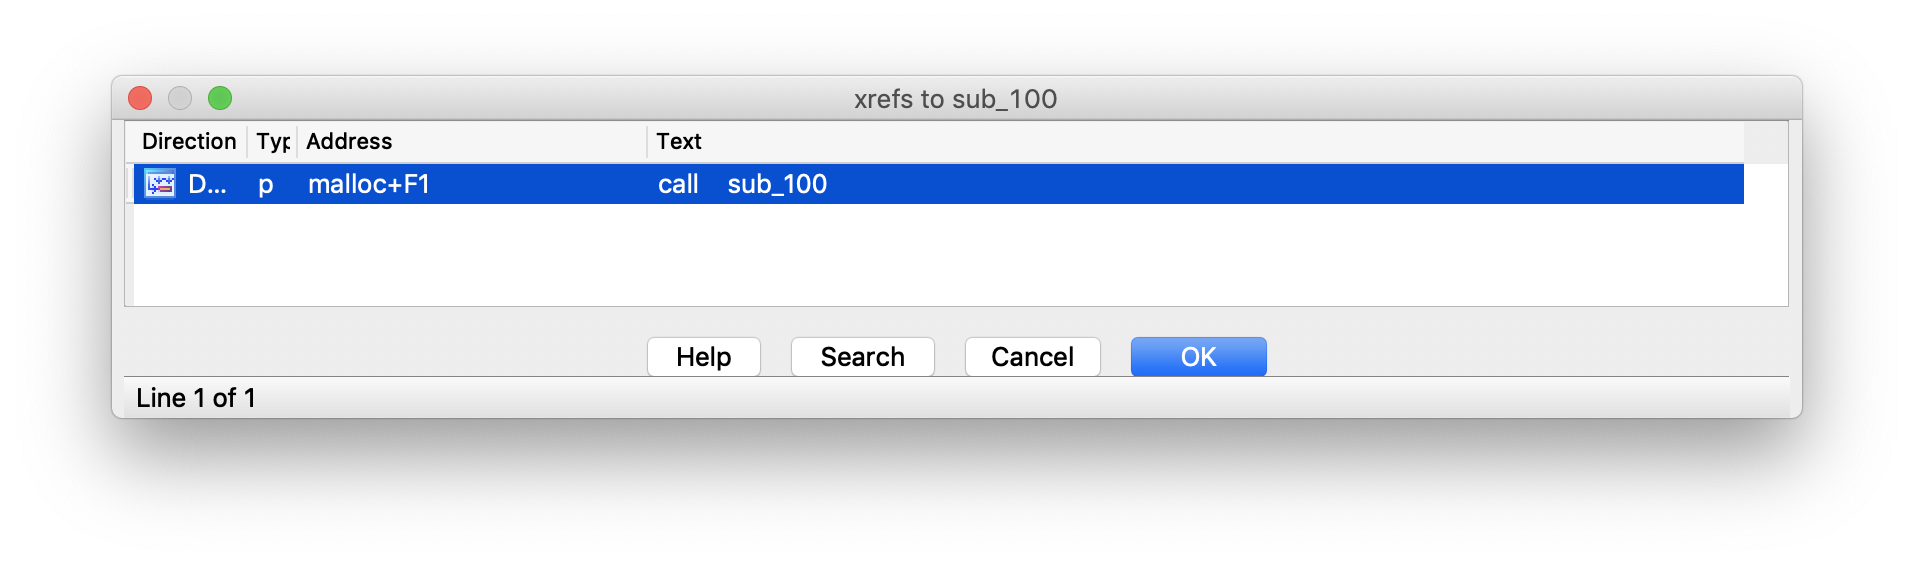 xrefs to sub_100
Direction Typ Address Text
D... p malloc+F1 call sub_100
Help Search Cancel OK
Line 1 of 1